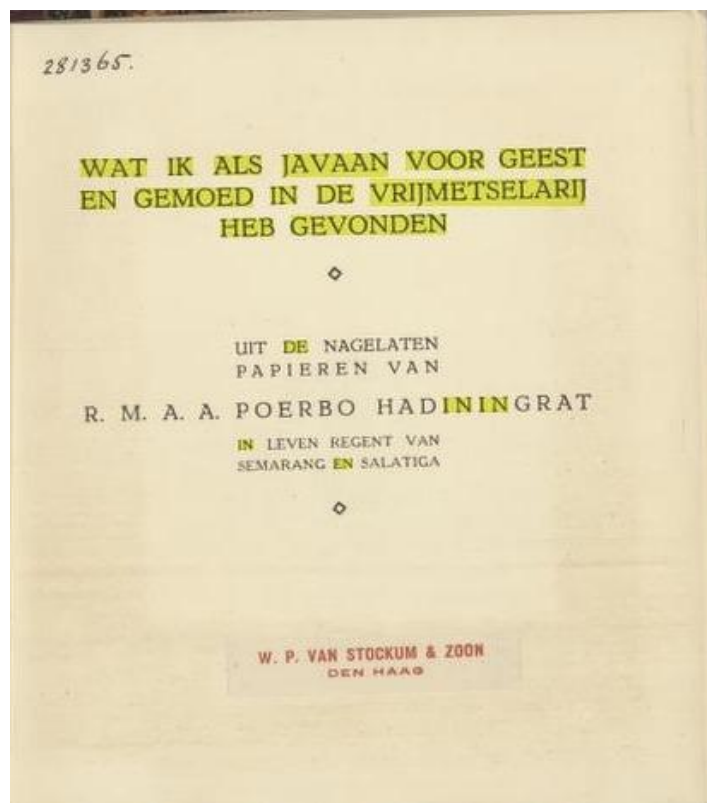 281365.
WAT IK ALS JAVAAN VOOR GEEST
EN GEMOED IN DE VRIJMETSELARIJ
HEB GEVONDEN
UIT DE NAGELATEN
PAPIEREN VAN
R. M. A. A. POERBO HADININGRAT
IN LEVEN REGENT VAN
SEMARANG EN SALATIGA
W. P. VAN STOCKUM & ZOON
DEN HAAG